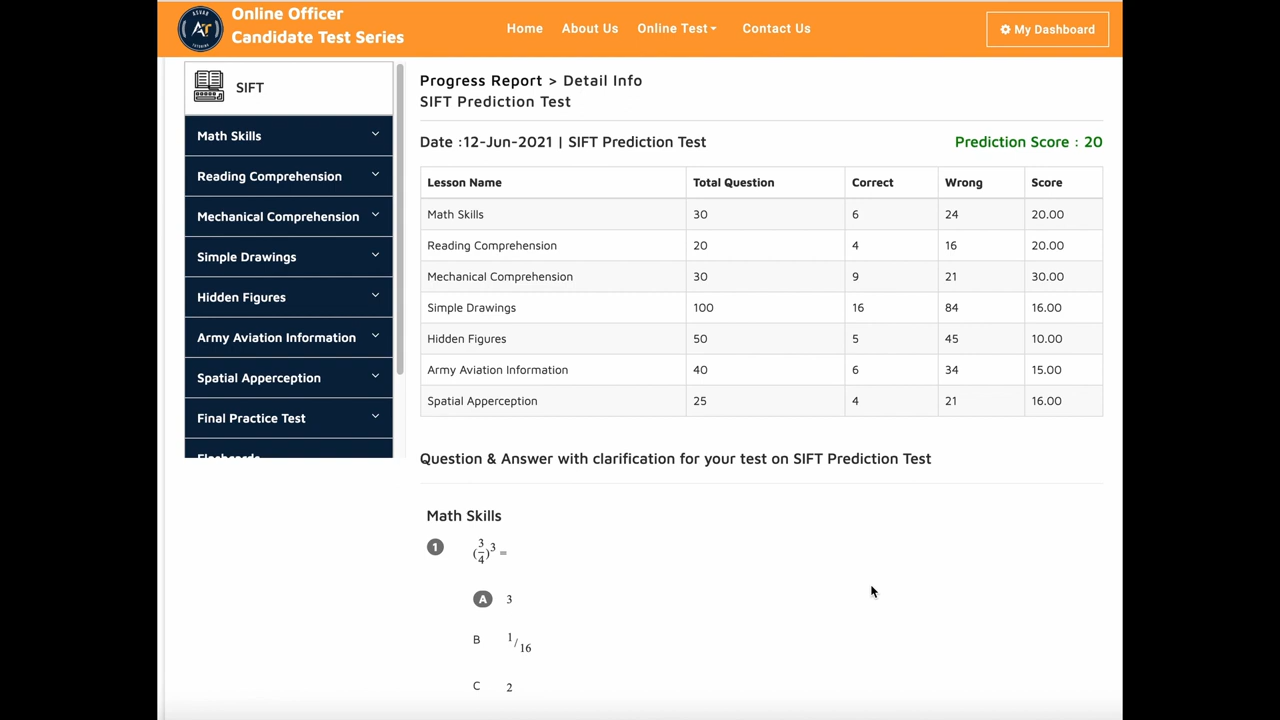 Online Officer
Candidate Test Series
Home About Us Online Test Contact Us My Dashboard
SIFT
Math Skills
Reading Comprehension
Mechanical Comprehension
Simple Drawings
Hidden Figures
Army Aviation Information
Spatial Apperception
Final Practice Test
Flashcards
Progress Report > Detail Info
SIFT Prediction Test
Date :12-Jun-2021 | SIFT Prediction Test Prediction Score : 20
Lesson Name Total Question Correct Wrong Score
Math Skills 30 6 24 20.00
Reading Comprehension 20 4 16 20.00
Mechanical Comprehension 30 9 21 30.00
Simple Drawings 100 16 84 16.00
Hidden Figures 50 5 45 10.00
Army Aviation Information 40 6 34 15.00
Spatial Apperception 25 4 21 16.00
Question & Answer with clarification for your test on SIFT Prediction Test
Math Skills
1 (3/4)³ =
A 3
B 1/16
C 2